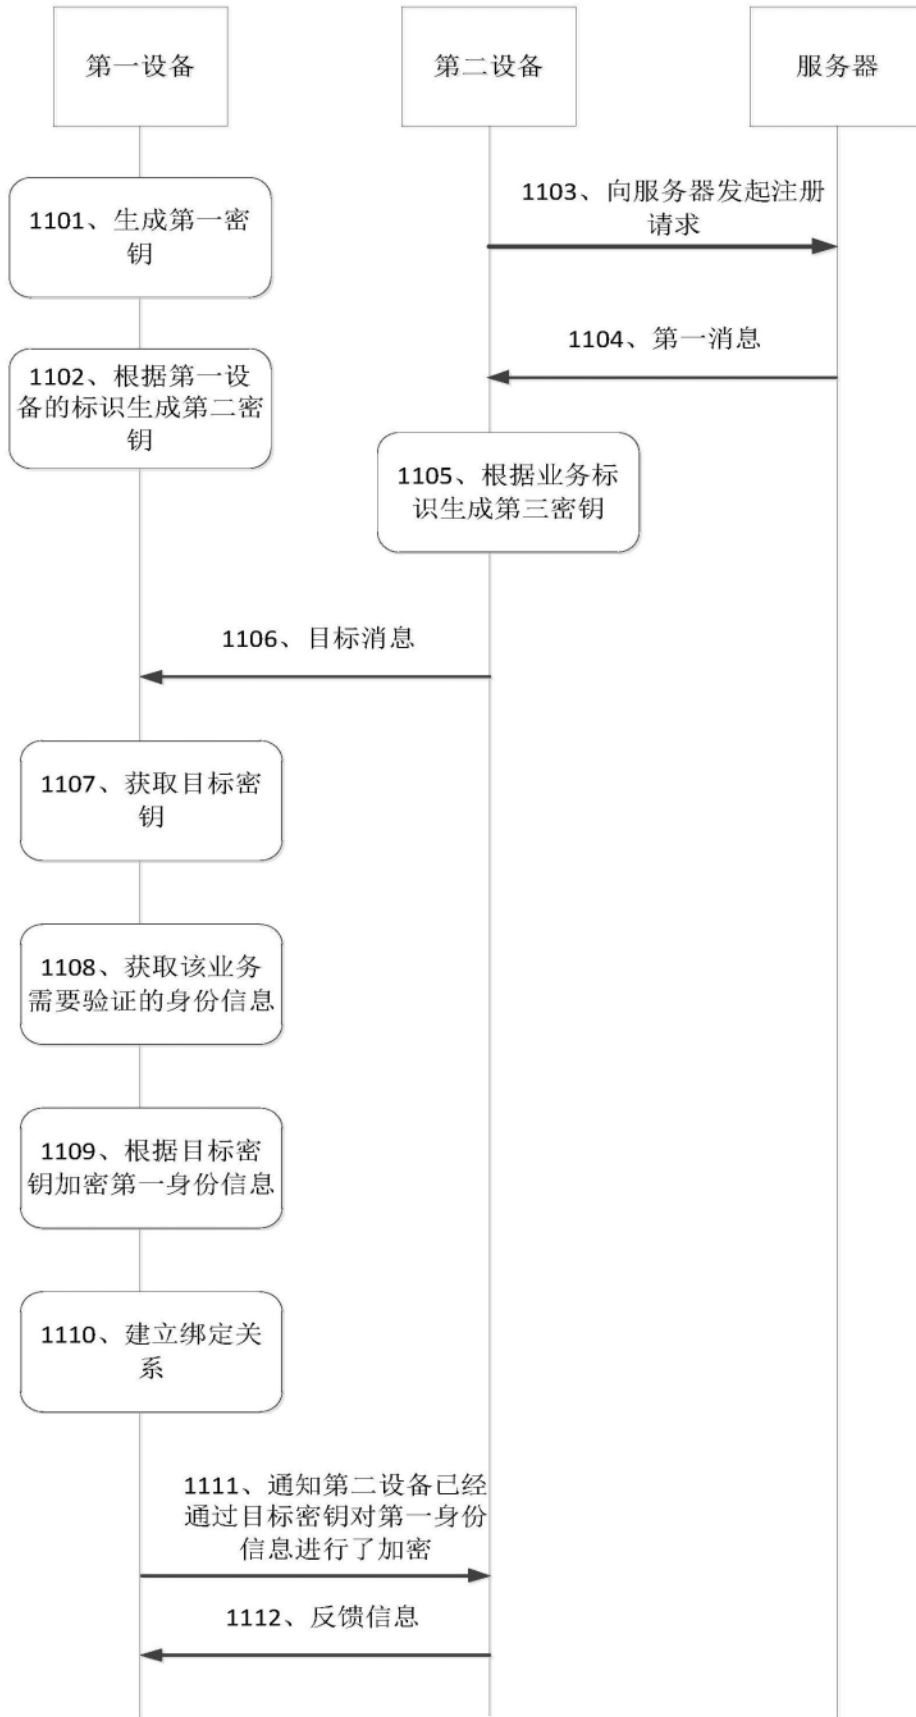 第一设备
第二设备
服务器
1101、生成第一密
钥
1103、向服务器发起注册
请求
1104、第一消息
1102、根据第一设
备的标识生成第二密
钥
1105、根据业务标
识生成第三密钥
1106、目标消息
1107、获取目标密
钥
1108、获取该业务
需要验证的身份信息
1109、根据目标密
钥加密第一身份信息
1110、建立绑定关
系
1111、通知第二设备已经
通过目标密钥对第一身份
信息进行了加密
1112、反馈信息